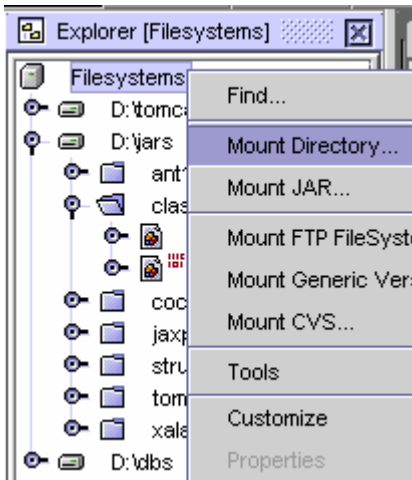 Explorer [Filesystems]
Filesystems
Find...
D:\tomca
D:\jars
Mount Directory...
ant
Mount JAR...
clas
Mount FTP FileSyst
Mount Generic Vers
coc
Mount CVS...
jaxp
stru
Tools
tom
Customize
xala
D:\dbs
Properties